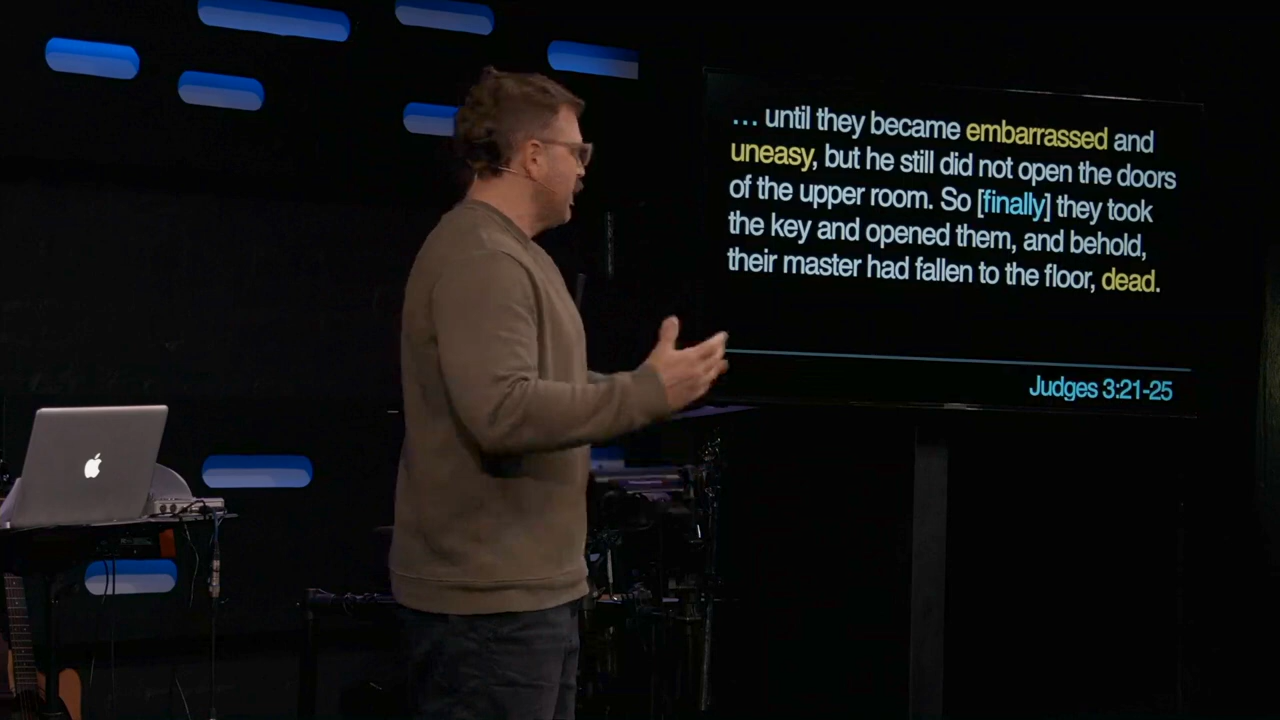 ... until they became embarrassed and
uneasy, but he still did not open the doors
of the upper room. So [finally] they took
the key and opened them, and behold,
their master had fallen to the floor, dead.
Judges 3:21-25